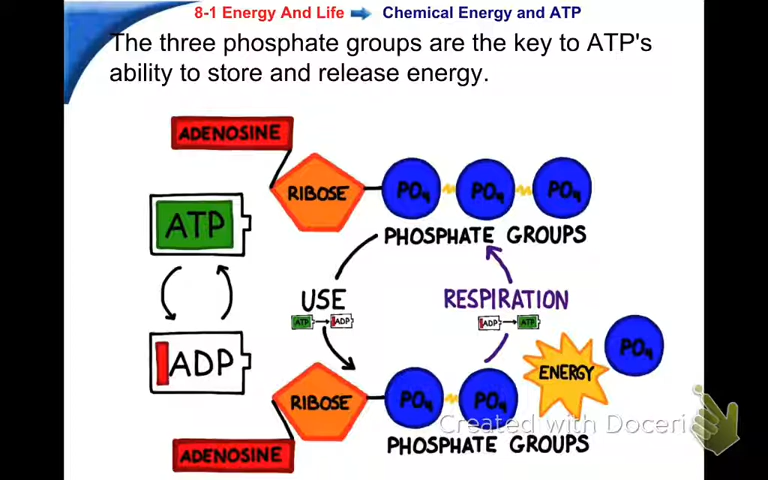 8-1 Energy And Life Chemical Energy and ATP
The three phosphate groups are the key to ATP's
ability to store and release energy.
ADENOSINE
RIBOSE
PO4 PO4 PO4
ATP
PHOSPHATE GROUPS
USE
ATP ADP
RESPIRATION
ADP ATP
ADP
RIBOSE
PO4 PO4
ENERGY
PO4
Created with Doceri
PHOSPHATE GROUPS
ADENOSINE